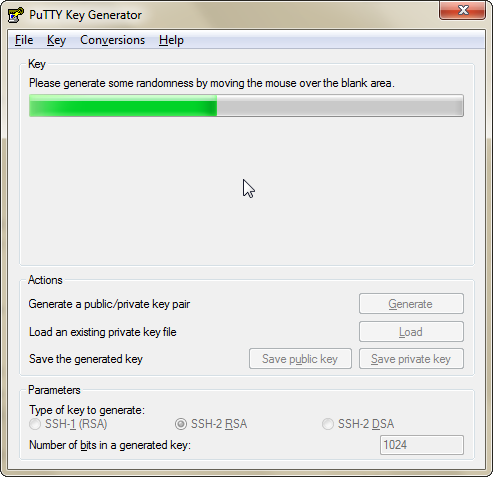 PuTTY Key Generator
File Key Conversions Help
Key
Please generate some randomness by moving the mouse over the blank area.
Actions
Generate a public/private key pair
Generate
Load an existing private key file
Load
Save the generated key
Save public key
Save private key
Parameters
Type of key to generate:
SSH-1 (RSA)
SSH-2 RSA
SSH-2 DSA
Number of bits in a generated key:
1024